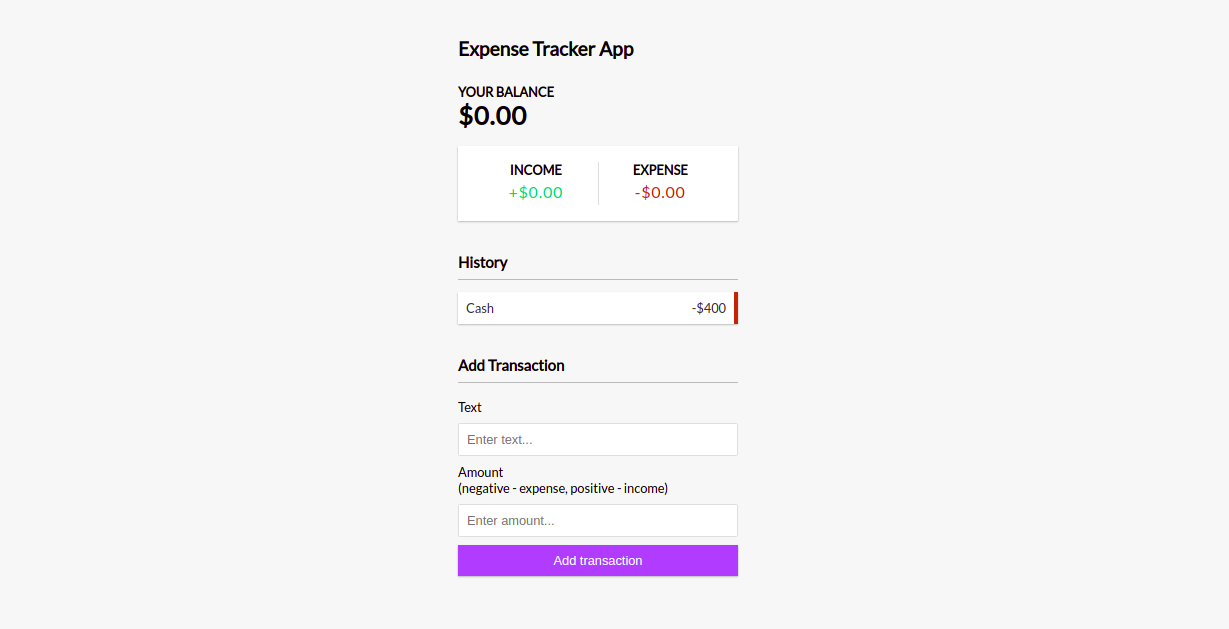 Expense Tracker App
YOUR BALANCE
$0.00
INCOME EXPENSE
+$0.00 -$0.00
History
Cash -$400
Add Transaction
Text
Enter text...
Amount
(negative - expense, positive - income)
Enter amount...
Add transaction